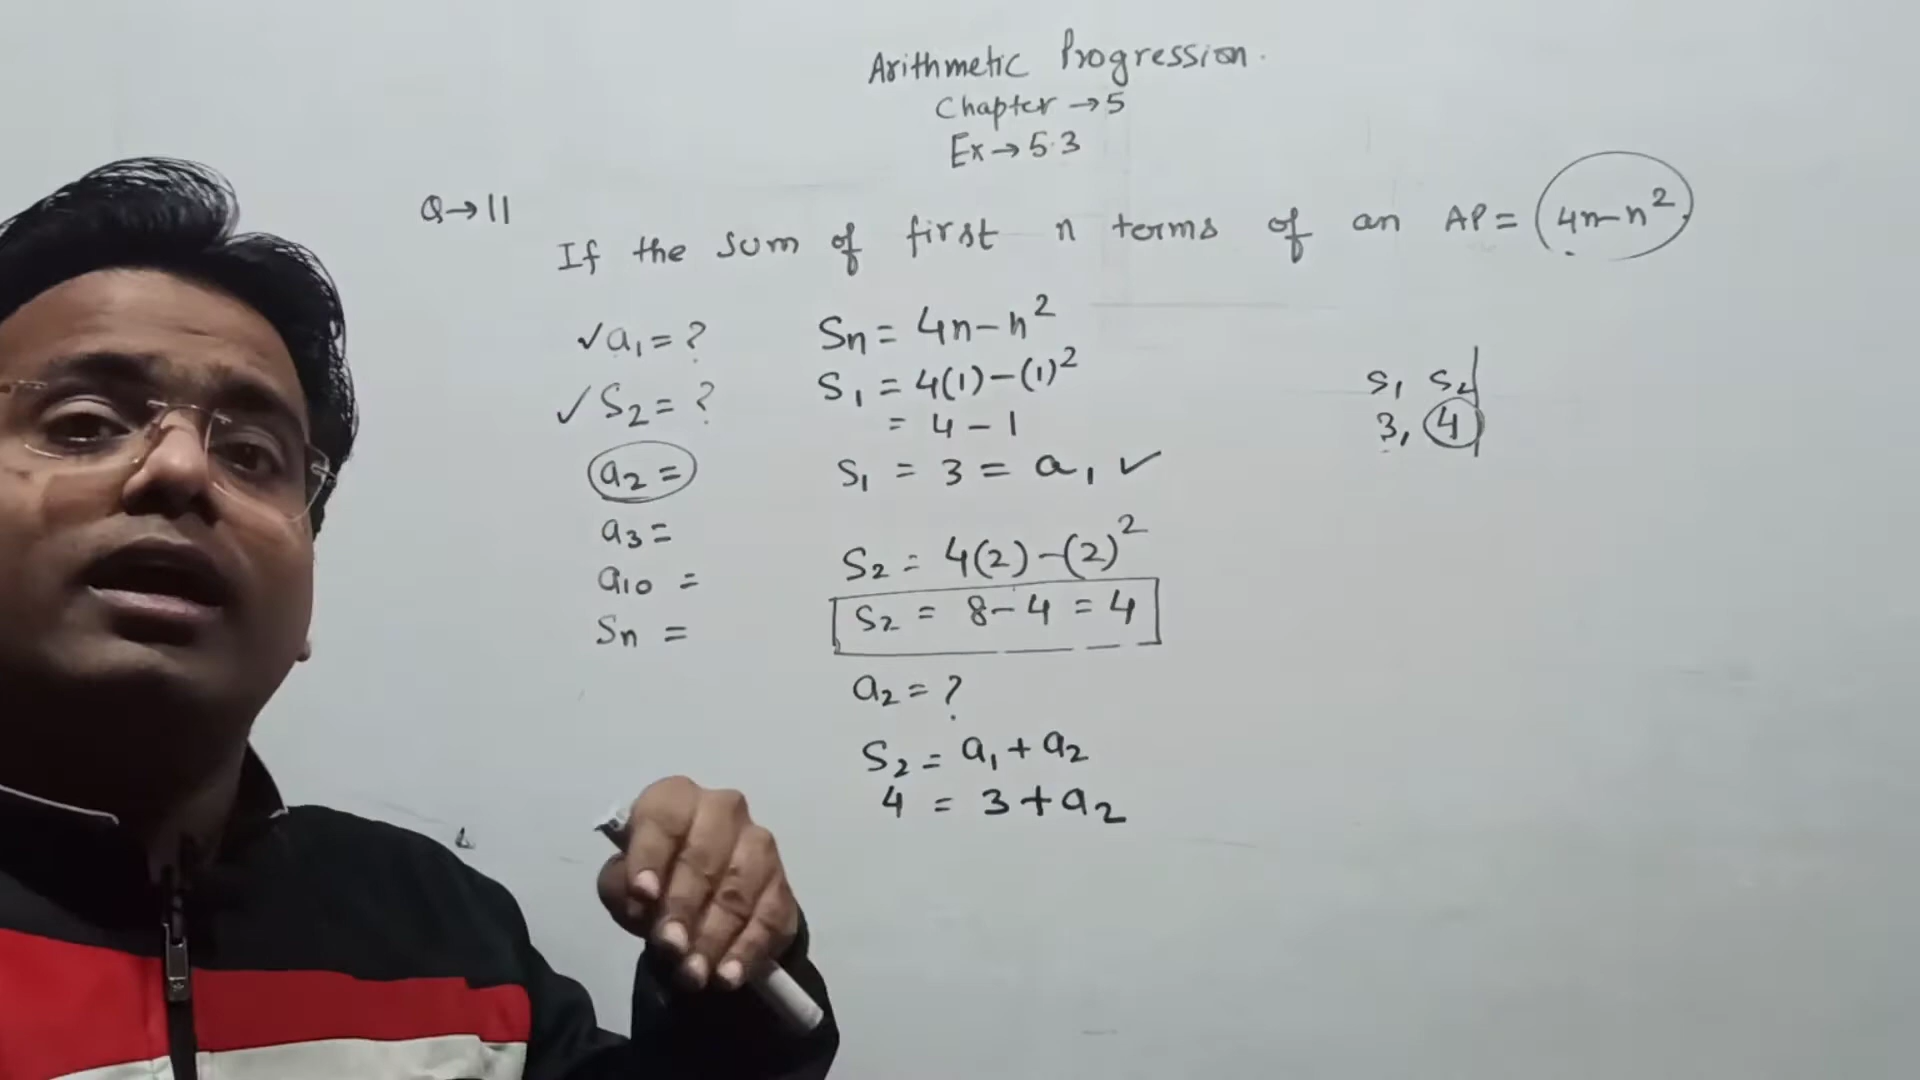 Arithmetic Progression.
Chapter → 5
Ex → 5.3
Q → 11
If the sum of first n terms of an AP = 4n - n²,
✓ a₁ = ?
✓ S₂ = ?
a₂ =
a₃ =
a₁₀ =
Sn =
Sn = 4n - n²
S₁ = 4(1) - (1)²
= 4 - 1
S₁ = 3 = a₁ ✓
S₂ = 4(2) - (2)²
S₂ = 8 - 4 = 4
a₂ = ?
S₂ = a₁ + a₂
4 = 3 + a₂
S₁ S₂
3, 4